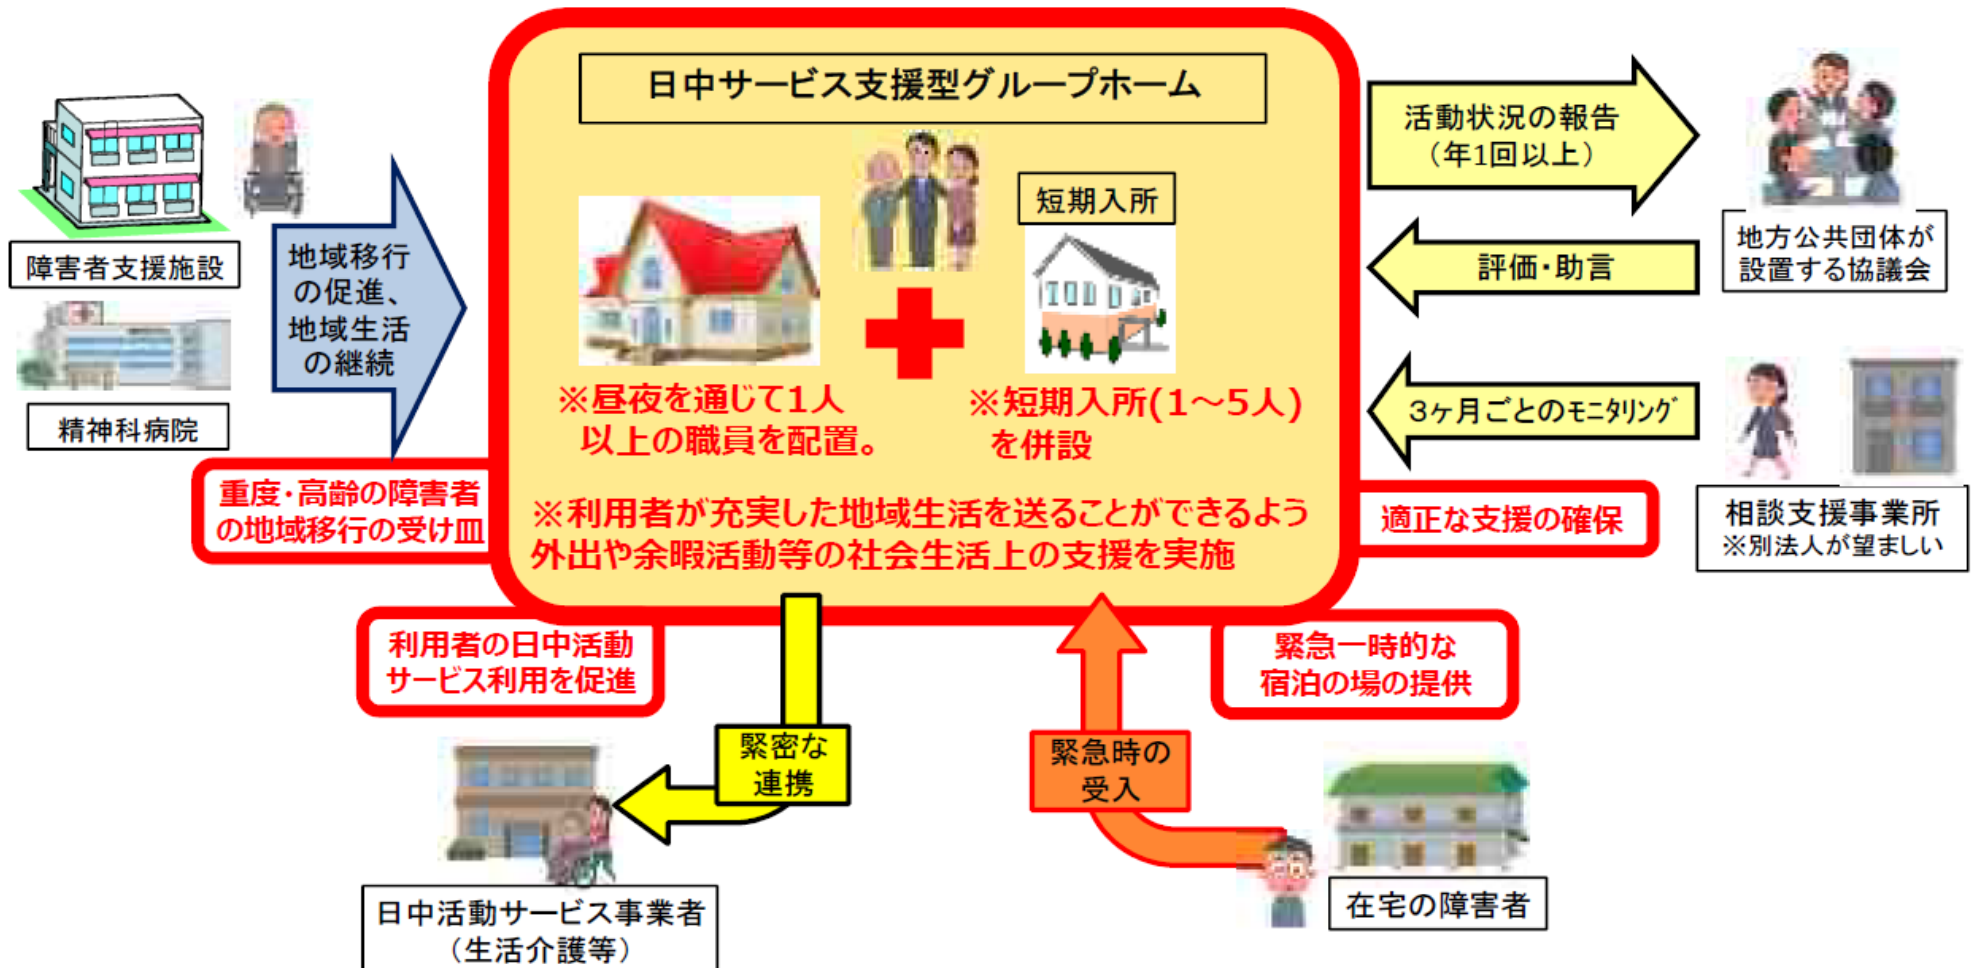 日中サービス支援型グループホーム
短期入所
※昼夜を通じて1人
以上の職員を配置。
※短期入所(1～5人)
を併設
※利用者が充実した地域生活を送ることができるよう
外出や余暇活動等の社会生活上の支援を実施
障害者支援施設
精神科病院
地域移行
の促進、
地域生活
の継続
重度・高齢の障害者
の地域移行の受け皿
活動状況の報告
（年1回以上）
評価・助言
地方公共団体が
設置する協議会
3ヶ月ごとのﾓﾆﾀﾘﾝｸﾞ
相談支援事業所
※別法人が望ましい
適正な支援の確保
利用者の日中活動
サービス利用を促進
緊密な
連携
日中活動サービス事業者
（生活介護等）
緊急一時的な
宿泊の場の提供
緊急時の
受入
在宅の障害者